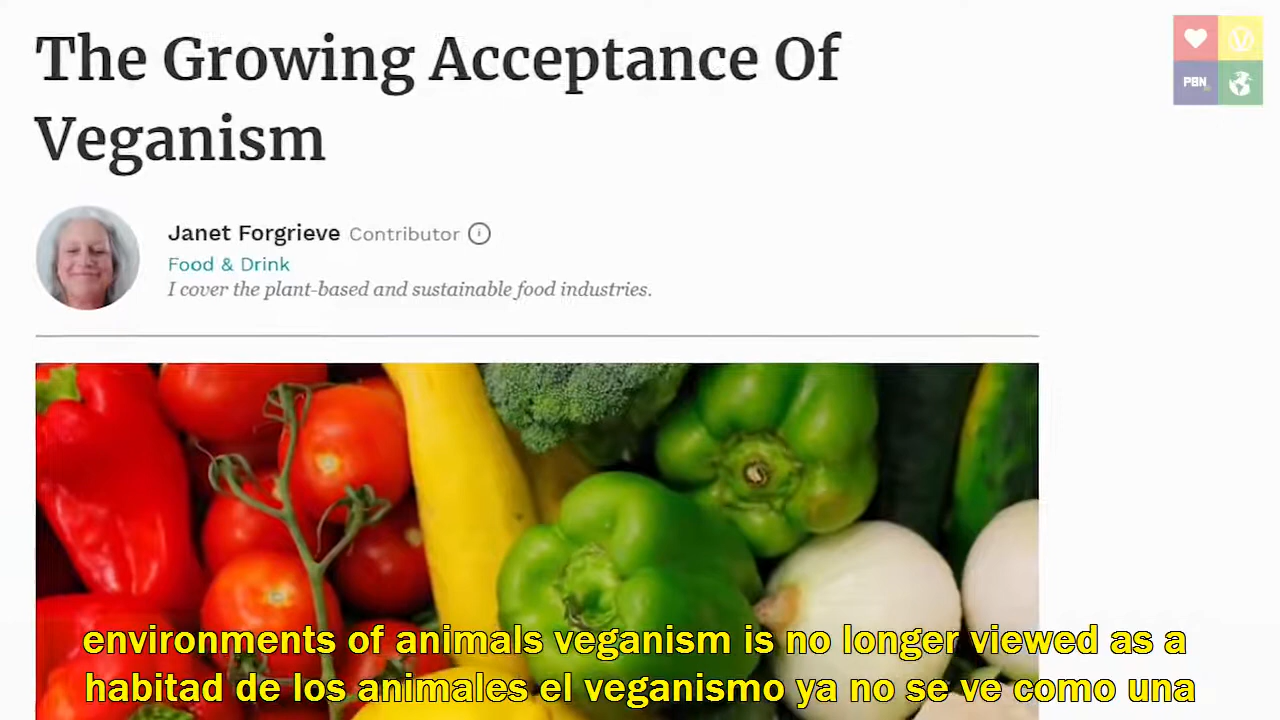 The Growing Acceptance Of
Veganism
Janet Forgrieve Contributor
Food & Drink
I cover the plant-based and sustainable food industries.
PBN
environments of animals veganism is no longer viewed as a
habitad de los animales el veganismo ya no se ve como una